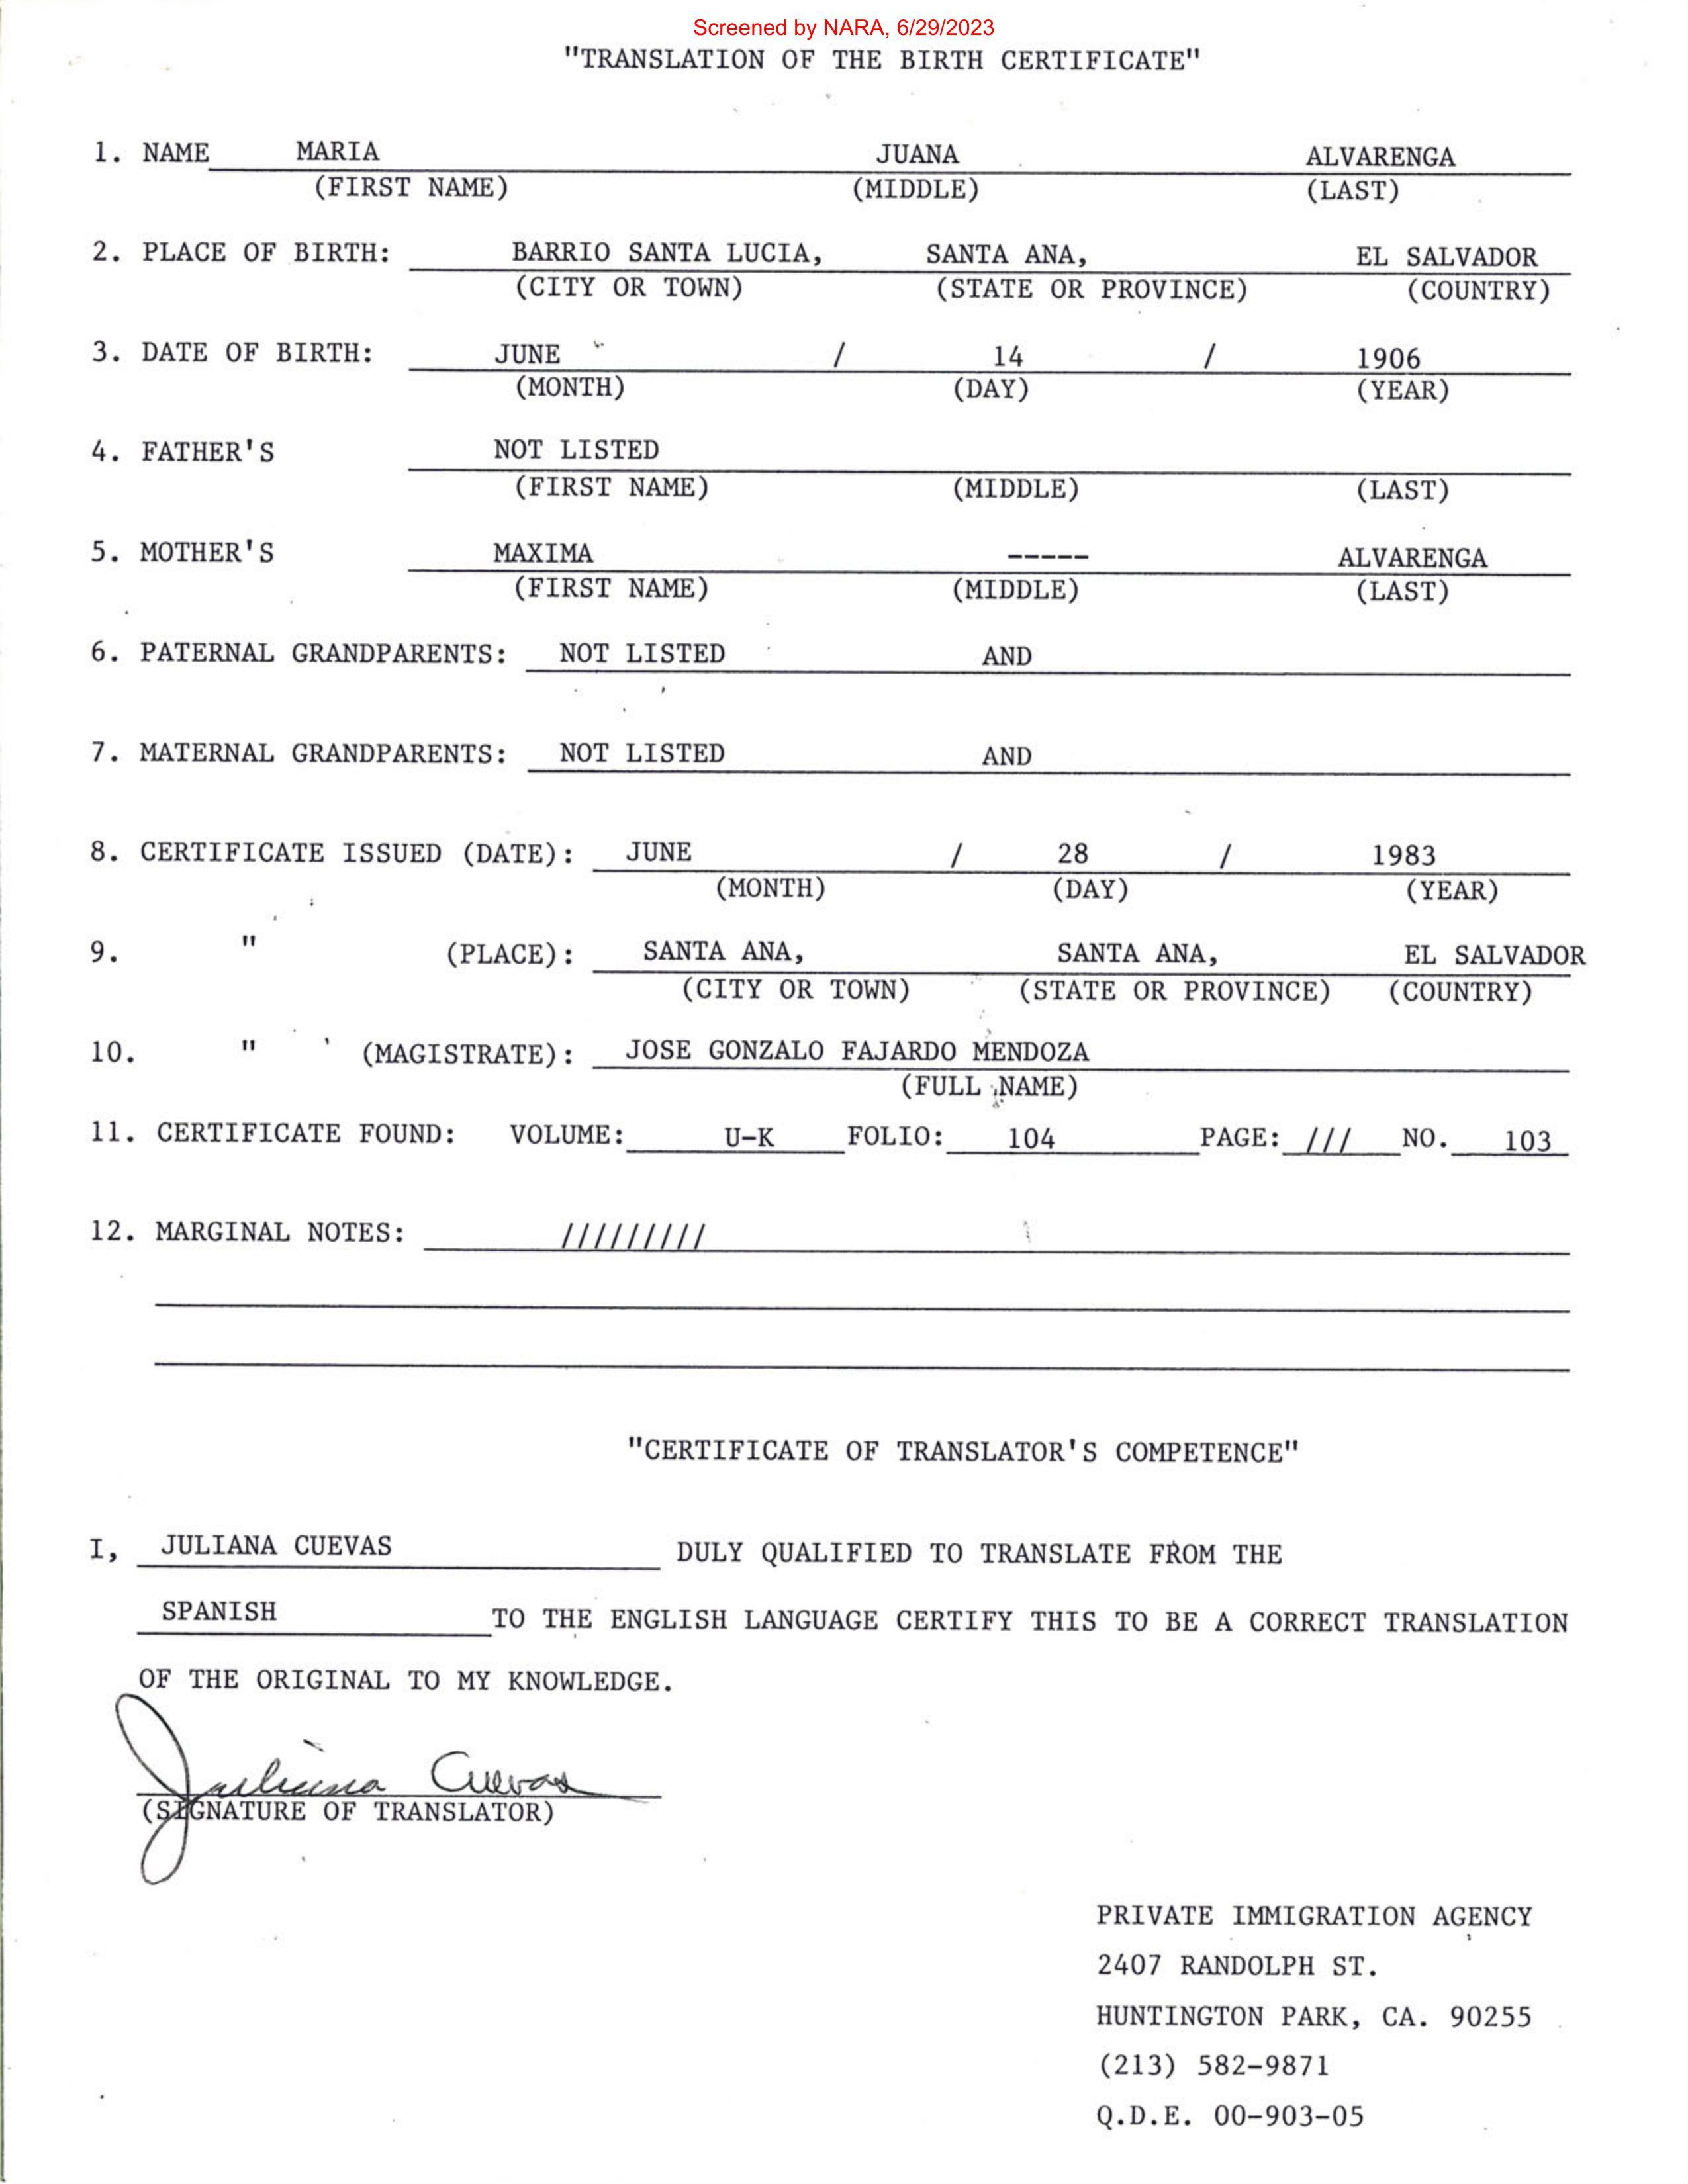 Screened by NARA, 6/29/2023
"TRANSLATION OF THE BIRTH CERTIFICATE"
1. NAME MARIA JUANA ALVARENGA
(FIRST NAME) (MIDDLE) (LAST)
2. PLACE OF BIRTH: BARRIO SANTA LUCIA, SANTA ANA, EL SALVADOR
(CITY OR TOWN) (STATE OR PROVINCE) (COUNTRY)
3. DATE OF BIRTH: JUNE / 14 / 1906
(MONTH) (DAY) (YEAR)
4. FATHER'S NOT LISTED
(FIRST NAME) (MIDDLE) (LAST)
5. MOTHER'S MAXIMA ----- ALVARENGA
(FIRST NAME) (MIDDLE) (LAST)
6. PATERNAL GRANDPARENTS: NOT LISTED AND
7. MATERNAL GRANDPARENTS: NOT LISTED AND
8. CERTIFICATE ISSUED (DATE): JUNE / 28 / 1983
(MONTH) (DAY) (YEAR)
9. " (PLACE): SANTA ANA, SANTA ANA, EL SALVADOR
(CITY OR TOWN) (STATE OR PROVINCE) (COUNTRY)
10. " (MAGISTRATE): JOSE GONZALO FAJARDO MENDOZA
(FULL NAME)
11. CERTIFICATE FOUND: VOLUME: U-K FOLIO: 104 PAGE: /// NO. 103
12. MARGINAL NOTES: /////////
"CERTIFICATE OF TRANSLATOR'S COMPETENCE"
I, JULIANA CUEVAS DULY QUALIFIED TO TRANSLATE FROM THE
SPANISH TO THE ENGLISH LANGUAGE CERTIFY THIS TO BE A CORRECT TRANSLATION
OF THE ORIGINAL TO MY KNOWLEDGE.
Juliana Cuevas
(SIGNATURE OF TRANSLATOR)
PRIVATE IMMIGRATION AGENCY
2407 RANDOLPH ST.
HUNTINGTON PARK, CA. 90255
(213) 582-9871
Q.D.E. 00-903-05